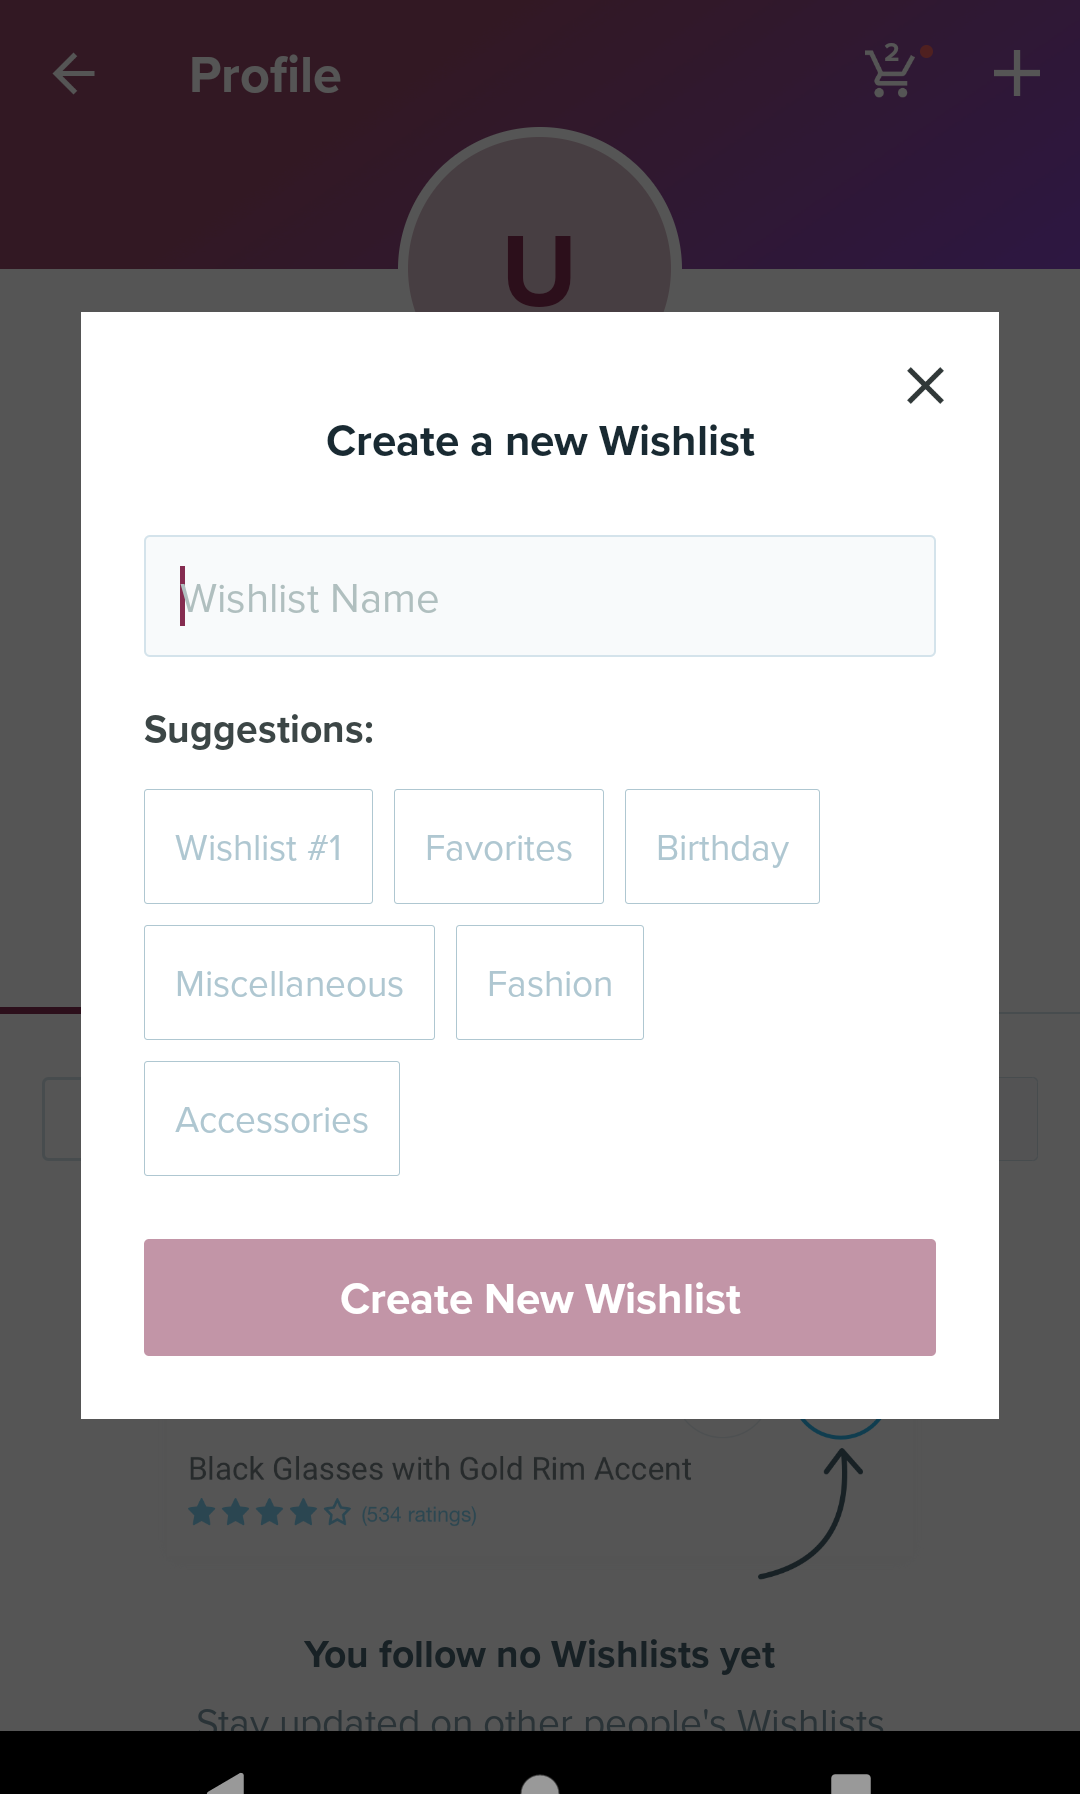 Profile
2
U
Create a new Wishlist
Wishlist Name
Suggestions:
Wishlist #1
Favorites
Birthday
Miscellaneous
Fashion
Accessories
Create New Wishlist
Black Glasses with Gold Rim Accent
(534 ratings)
You follow no Wishlists yet
Stay updated on other people's Wishlists